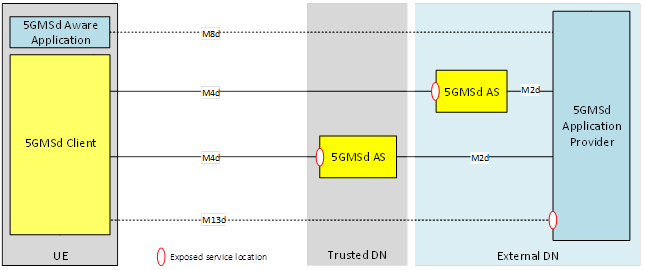 5GMSd Aware
Application
M8d
5GMSd AS
M2d
M4d
5GMSd
Application
Provider
5GMSd Client
5GMSd AS
M4d
M2d
M13d
UE
Exposed service location
Trusted DN
External DN